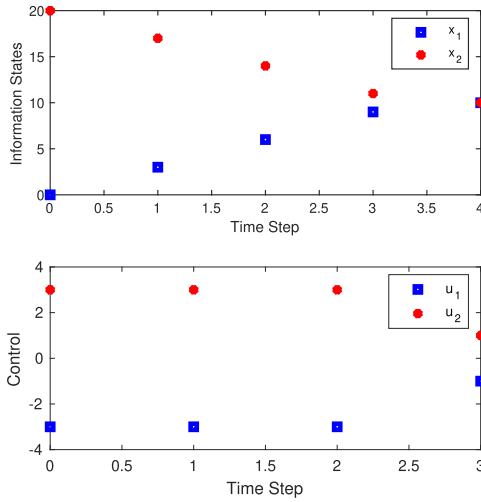 20
15
10
5
0
Information States
x1
x2
0 0.5 1 1.5 2 2.5 3 3.5 4
Time Step
4
2
0
-2
-4
Control
u1
u2
0 0.5 1 1.5 2 2.5 3
Time Step